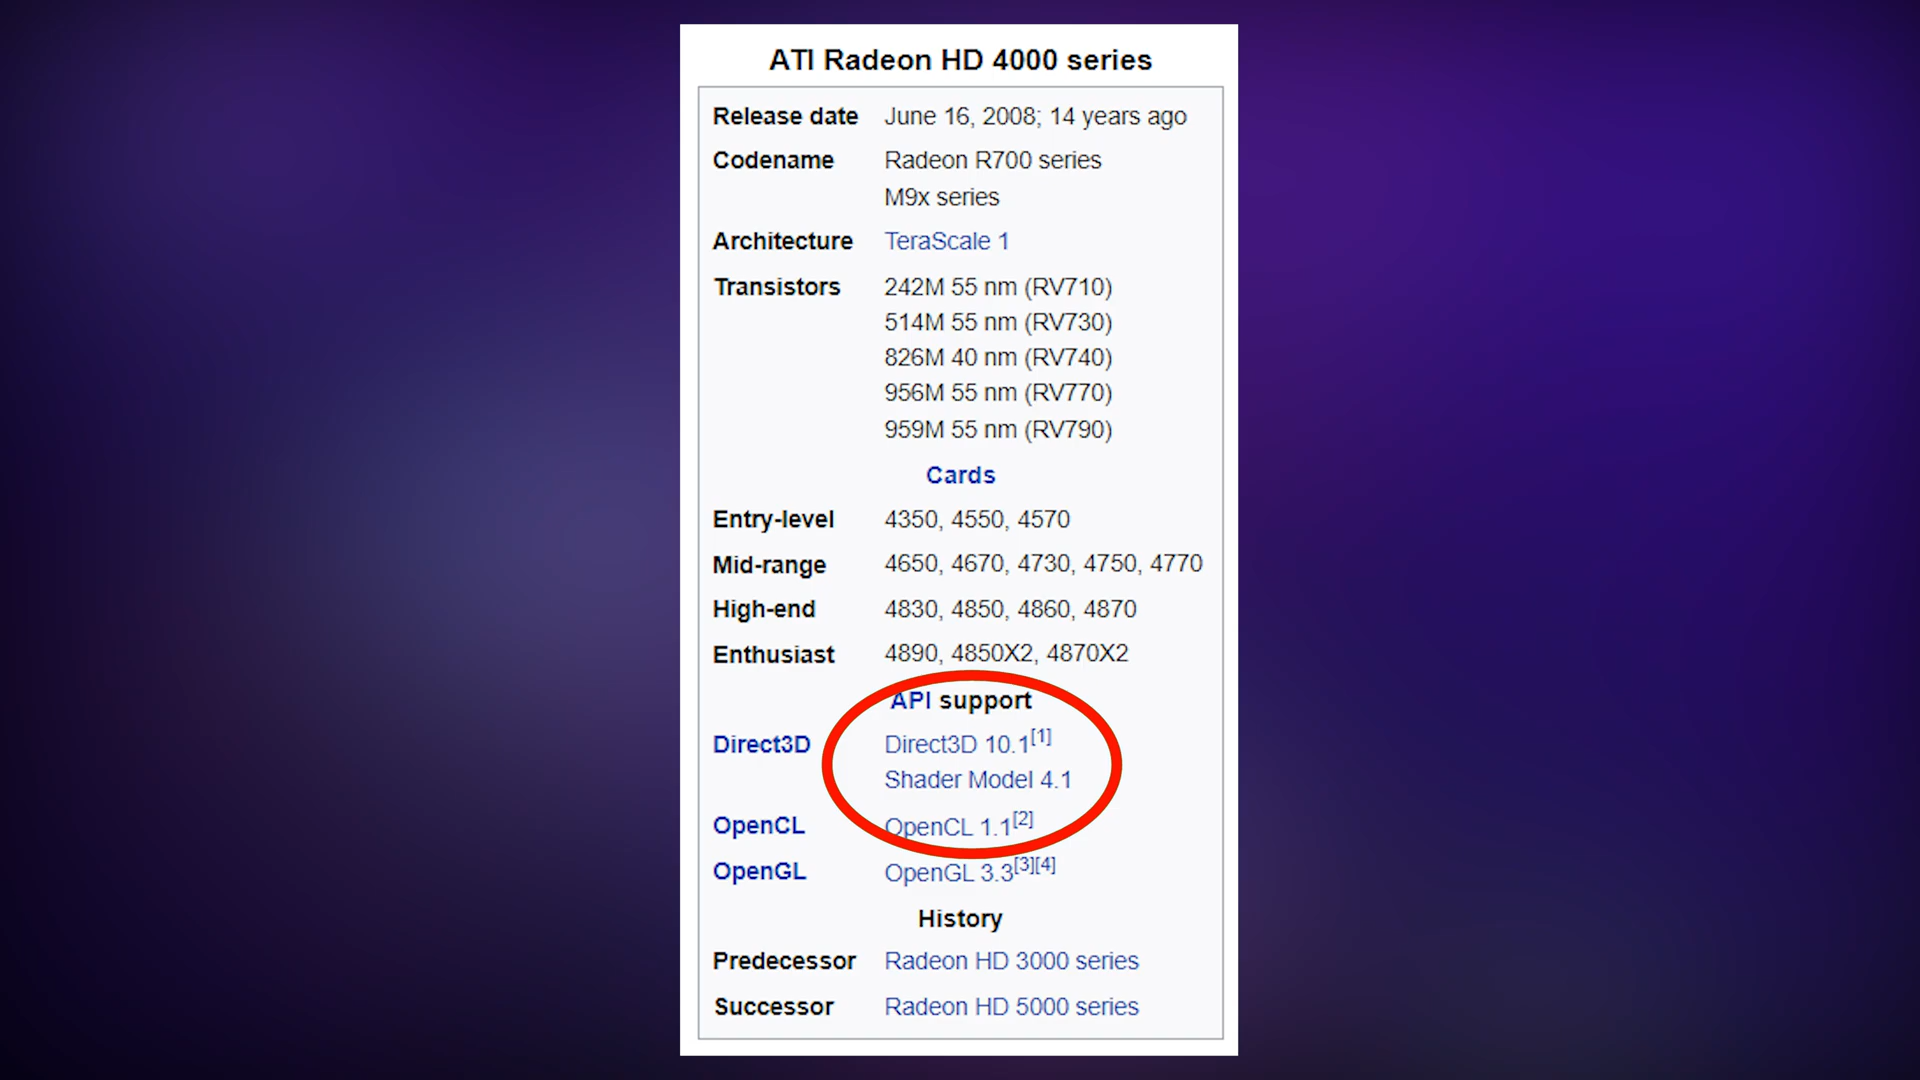 ATI Radeon HD 4000 series
Release date June 16, 2008; 14 years ago
Codename Radeon R700 series
M9x series
Architecture TeraScale 1
Transistors 242M 55 nm (RV710)
514M 55 nm (RV730)
826M 40 nm (RV740)
956M 55 nm (RV770)
959M 55 nm (RV790)
Cards
Entry-level 4350, 4550, 4570
Mid-range 4650, 4670, 4730, 4750, 4770
High-end 4830, 4850, 4860, 4870
Enthusiast 4890, 4850X2, 4870X2
API support
Direct3D Direct3D 10.1[1]
Shader Model 4.1
OpenCL OpenCL 1.1[2]
OpenGL OpenGL 3.3[3][4]
History
Predecessor Radeon HD 3000 series
Successor Radeon HD 5000 series